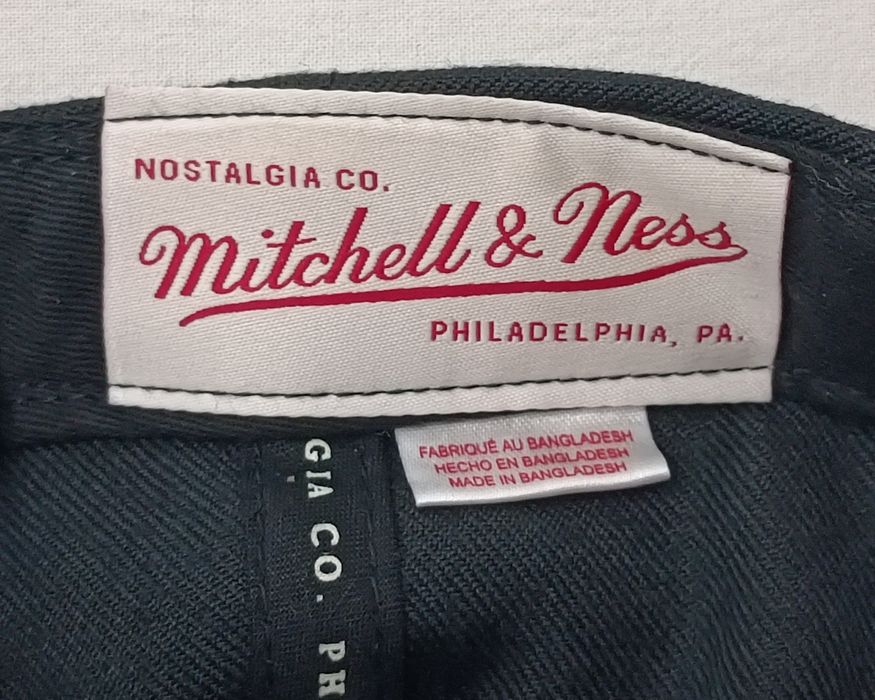 NOSTALGIA CO.
Mitchell & Ness
PHILADELPHIA, PA.
FABRIQUÉ AU BANGLADESH
HECHO EN BANGLADESH
MADE IN BANGLADESH
GIA CO. PH